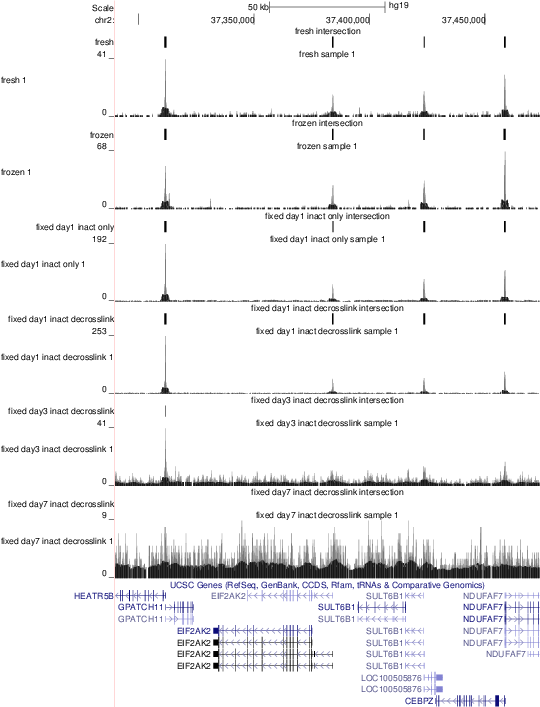 Scale 50 kb hg19
chr2: 37,350,000 37,400,000 37,450,000
fresh intersection
fresh
41 fresh sample 1
fresh 1
0
frozen intersection
frozen
68 frozen sample 1
frozen 1
0
fixed day1 inact only intersection
fixed day1 inact only
192 fixed day1 inact only sample 1
fixed day1 inact only 1
0
fixed day1 inact decrosslink intersection
fixed day1 inact decrosslink
253 fixed day1 inact decrosslink sample 1
fixed day1 inact decrosslink 1
0
fixed day3 inact decrosslink intersection
fixed day3 inact decrosslink
41 fixed day3 inact decrosslink sample 1
fixed day3 inact decrosslink 1
0
fixed day7 inact decrosslink intersection
9 fixed day7 inact decrosslink sample 1
fixed day7 inact decrosslink 1
0
UCSC Genes (RefSeq, GenBank, CCDS, Rfam, tRNAs & Comparative Genomics)
HEATR5B EIF2AK2 SULT6B1 NDUFAF7
GPATCH11 SULT6B1 NDUFAF7
GPATCH11 SULT6B1 NDUFAF7
EIF2AK2 SULT6B1 NDUFAF7
EIF2AK2 SULT6B1 NDUFAF7
EIF2AK2 SULT6B1 NDUFAF7
EIF2AK2 SULT6B1
LOC100505876
LOC100505876
CEBPZ